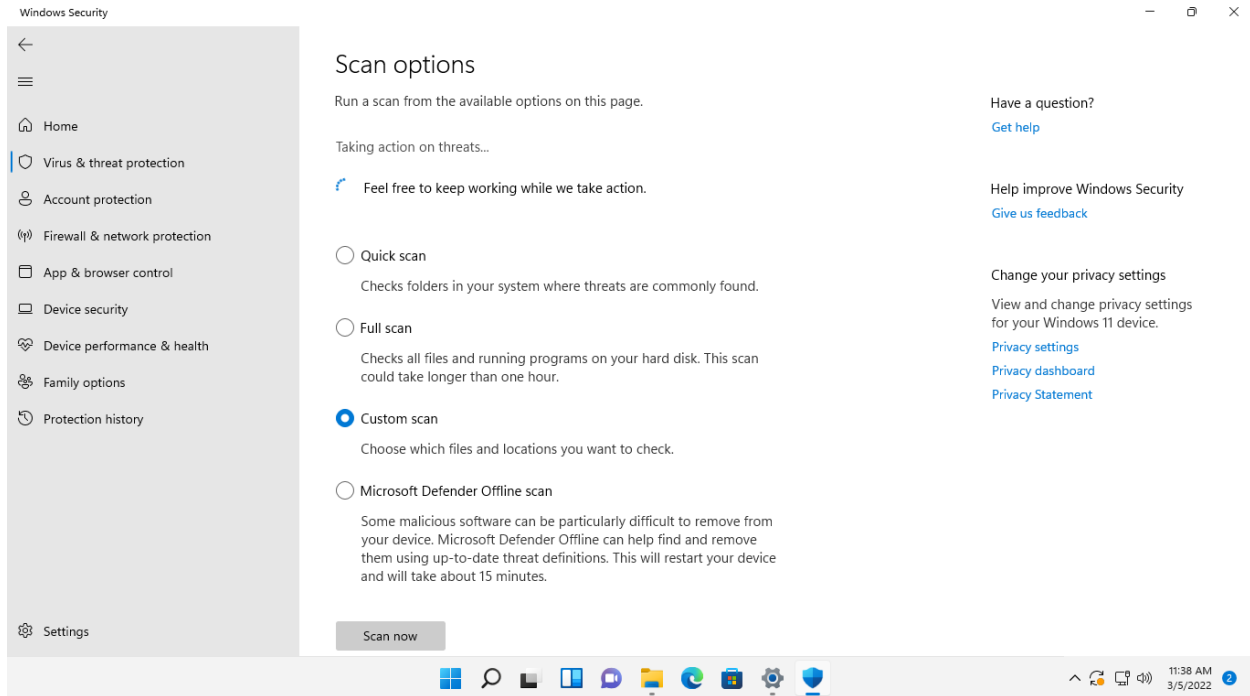 Windows Security
Home
Virus & threat protection
Account protection
Firewall & network protection
App & browser control
Device security
Device performance & health
Family options
Protection history
Settings
Scan options
Run a scan from the available options on this page.
Taking action on threats...
Feel free to keep working while we take action.
Quick scan
Checks folders in your system where threats are commonly found.
Full scan
Checks all files and running programs on your hard disk. This scan
could take longer than one hour.
Custom scan
Choose which files and locations you want to check.
Microsoft Defender Offline scan
Some malicious software can be particularly difficult to remove from
your device. Microsoft Defender Offline can help find and remove
them using up-to-date threat definitions. This will restart your device
and will take about 15 minutes.
Scan now
Have a question?
Get help
Help improve Windows Security
Give us feedback
Change your privacy settings
View and change privacy settings
for your Windows 11 device.
Privacy settings
Privacy dashboard
Privacy Statement
11:38 AM
3/5/2022
2